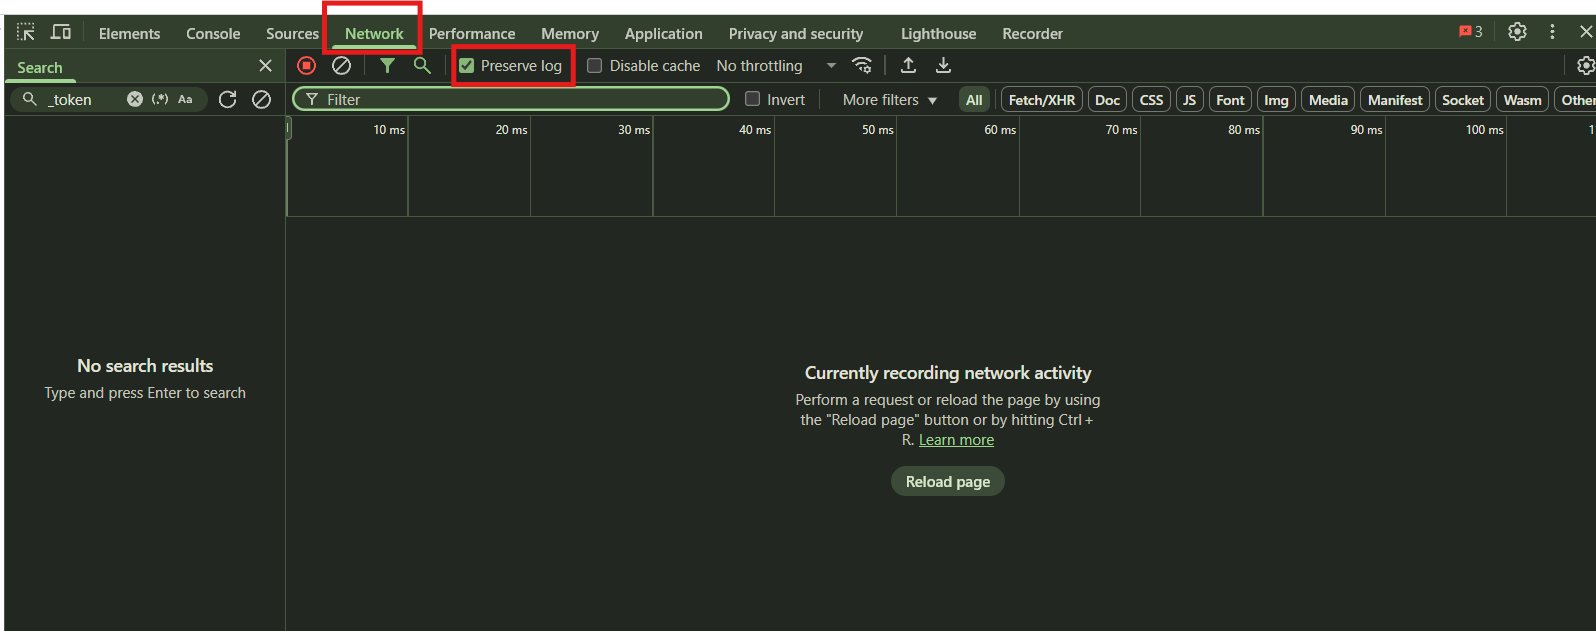 Elements Console Sources Network Performance Memory Application Privacy and security Lighthouse Recorder 3
Search
Preserve log Disable cache No throttling
_token (.*) Aa
Filter Invert More filters All Fetch/XHR Doc CSS JS Font Img Media Manifest Socket Wasm Other
10 ms 20 ms 30 ms 40 ms 50 ms 60 ms 70 ms 80 ms 90 ms 100 ms 1
No search results
Type and press Enter to search
Currently recording network activity
Perform a request or reload the page by using
the "Reload page" button or by hitting Ctrl +
R. Learn more
Reload page